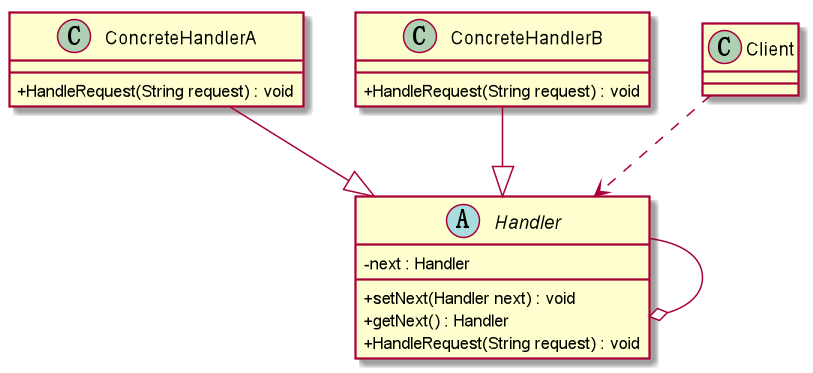 C ConcreteHandlerA
+HandleRequest(String request) : void
C ConcreteHandlerB
+HandleRequest(String request) : void
C Client
A Handler
-next : Handler
+setNext(Handler next) : void
+getNext() : Handler
+HandleRequest(String request) : void